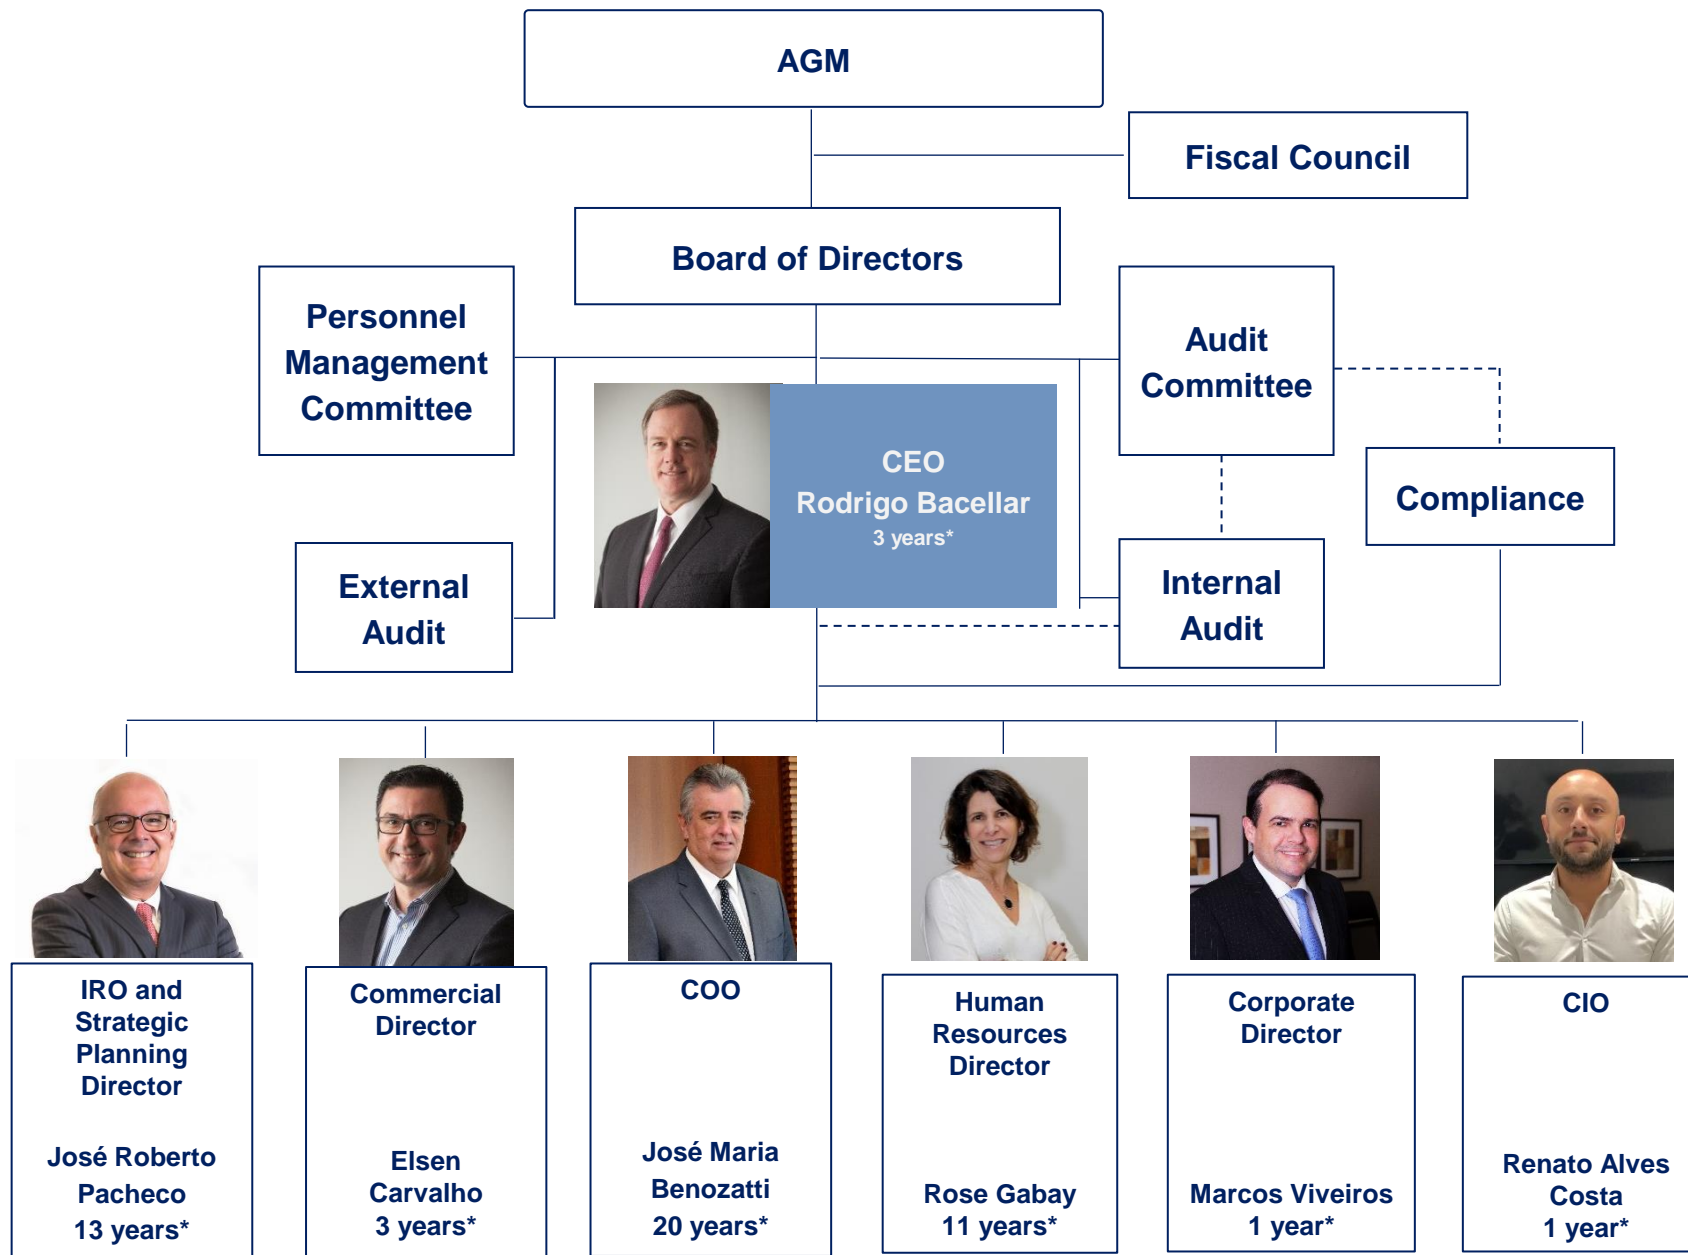 AGM
Fiscal Council
Board of Directors
Personnel
Management
Committee
Audit
Committee
CEO
Rodrigo Bacellar
3 years*
Compliance
External
Audit
Internal
Audit
IRO and
Strategic
Planning
Director
José Roberto
Pacheco
13 years*
Commercial
Director
Elsen
Carvalho
3 years*
COO
José Maria
Benozatti
20 years*
Human
Resources
Director
Rose Gabay
11 years*
Corporate
Director
Marcos Viveiros
1 year*
CIO
Renato Alves
Costa
1 year*